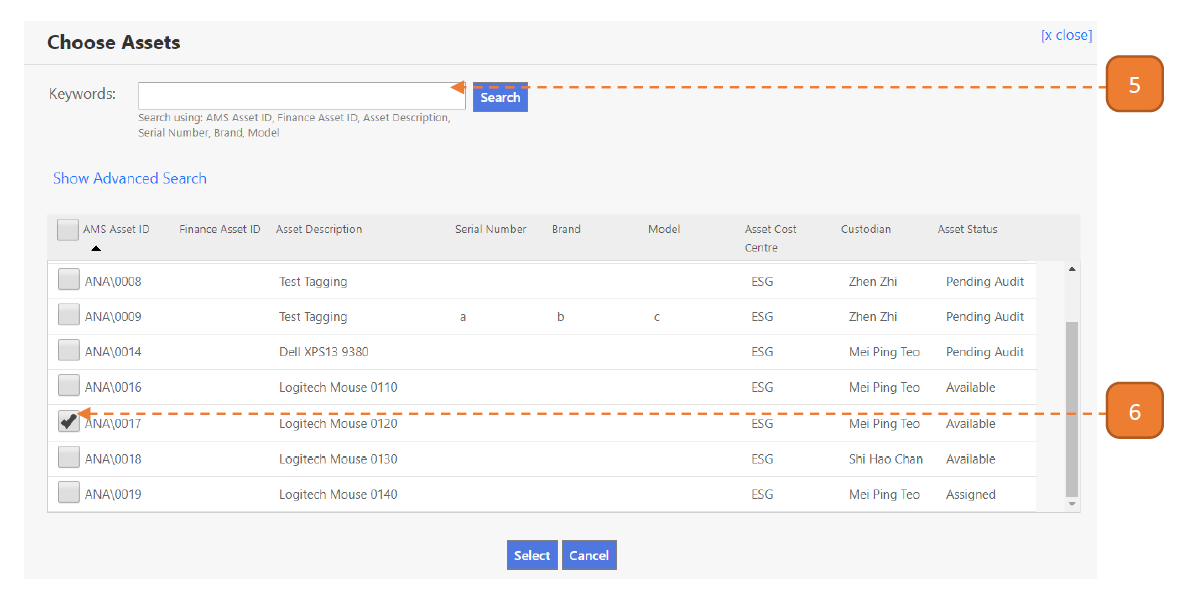 Choose Assets
[x close]
Keywords:
Search
5
Search using: AMS Asset ID, Finance Asset ID, Asset Description,
Serial Number, Brand, Model
Show Advanced Search
AMS Asset ID Finance Asset ID Asset Description Serial Number Brand Model Asset Cost Centre Custodian Asset Status
ANA\0008 Test Tagging ESG Zhen Zhi Pending Audit
ANA\0009 Test Tagging a b c ESG Zhen Zhi Pending Audit
ANA\0014 Dell XPS13 9380 ESG Mei Ping Teo Pending Audit
ANA\0016 Logitech Mouse 0110 ESG Mei Ping Teo Available
6
ANA\0017 Logitech Mouse 0120 ESG Mei Ping Teo Available
ANA\0018 Logitech Mouse 0130 ESG Shi Hao Chan Available
ANA\0019 Logitech Mouse 0140 ESG Mei Ping Teo Assigned
Select Cancel